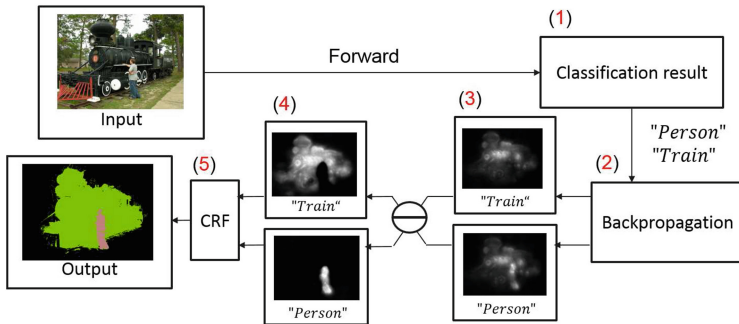 (1)
Forward
Classification result
Input
(4)
(3)
"Person"
"Train"
(2)
(5)
"Train“
"Train"
CRF
Backpropagation
Output
"Person"
"Person"